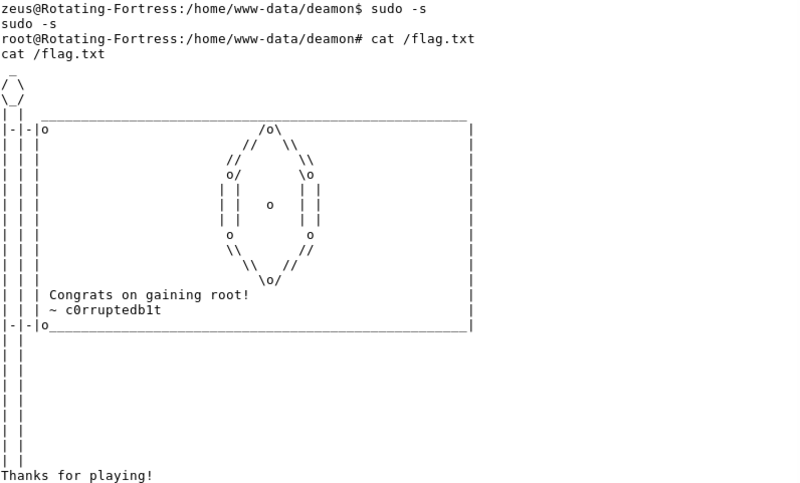 zeus@Rotating-Fortress:/home/www-data/deamon$ sudo -s
sudo -s
root@Rotating-Fortress:/home/www-data/deamon# cat /flag.txt
cat /flag.txt
Congrats on gaining root!
~ c0rruptedb1t
Thanks for playing!